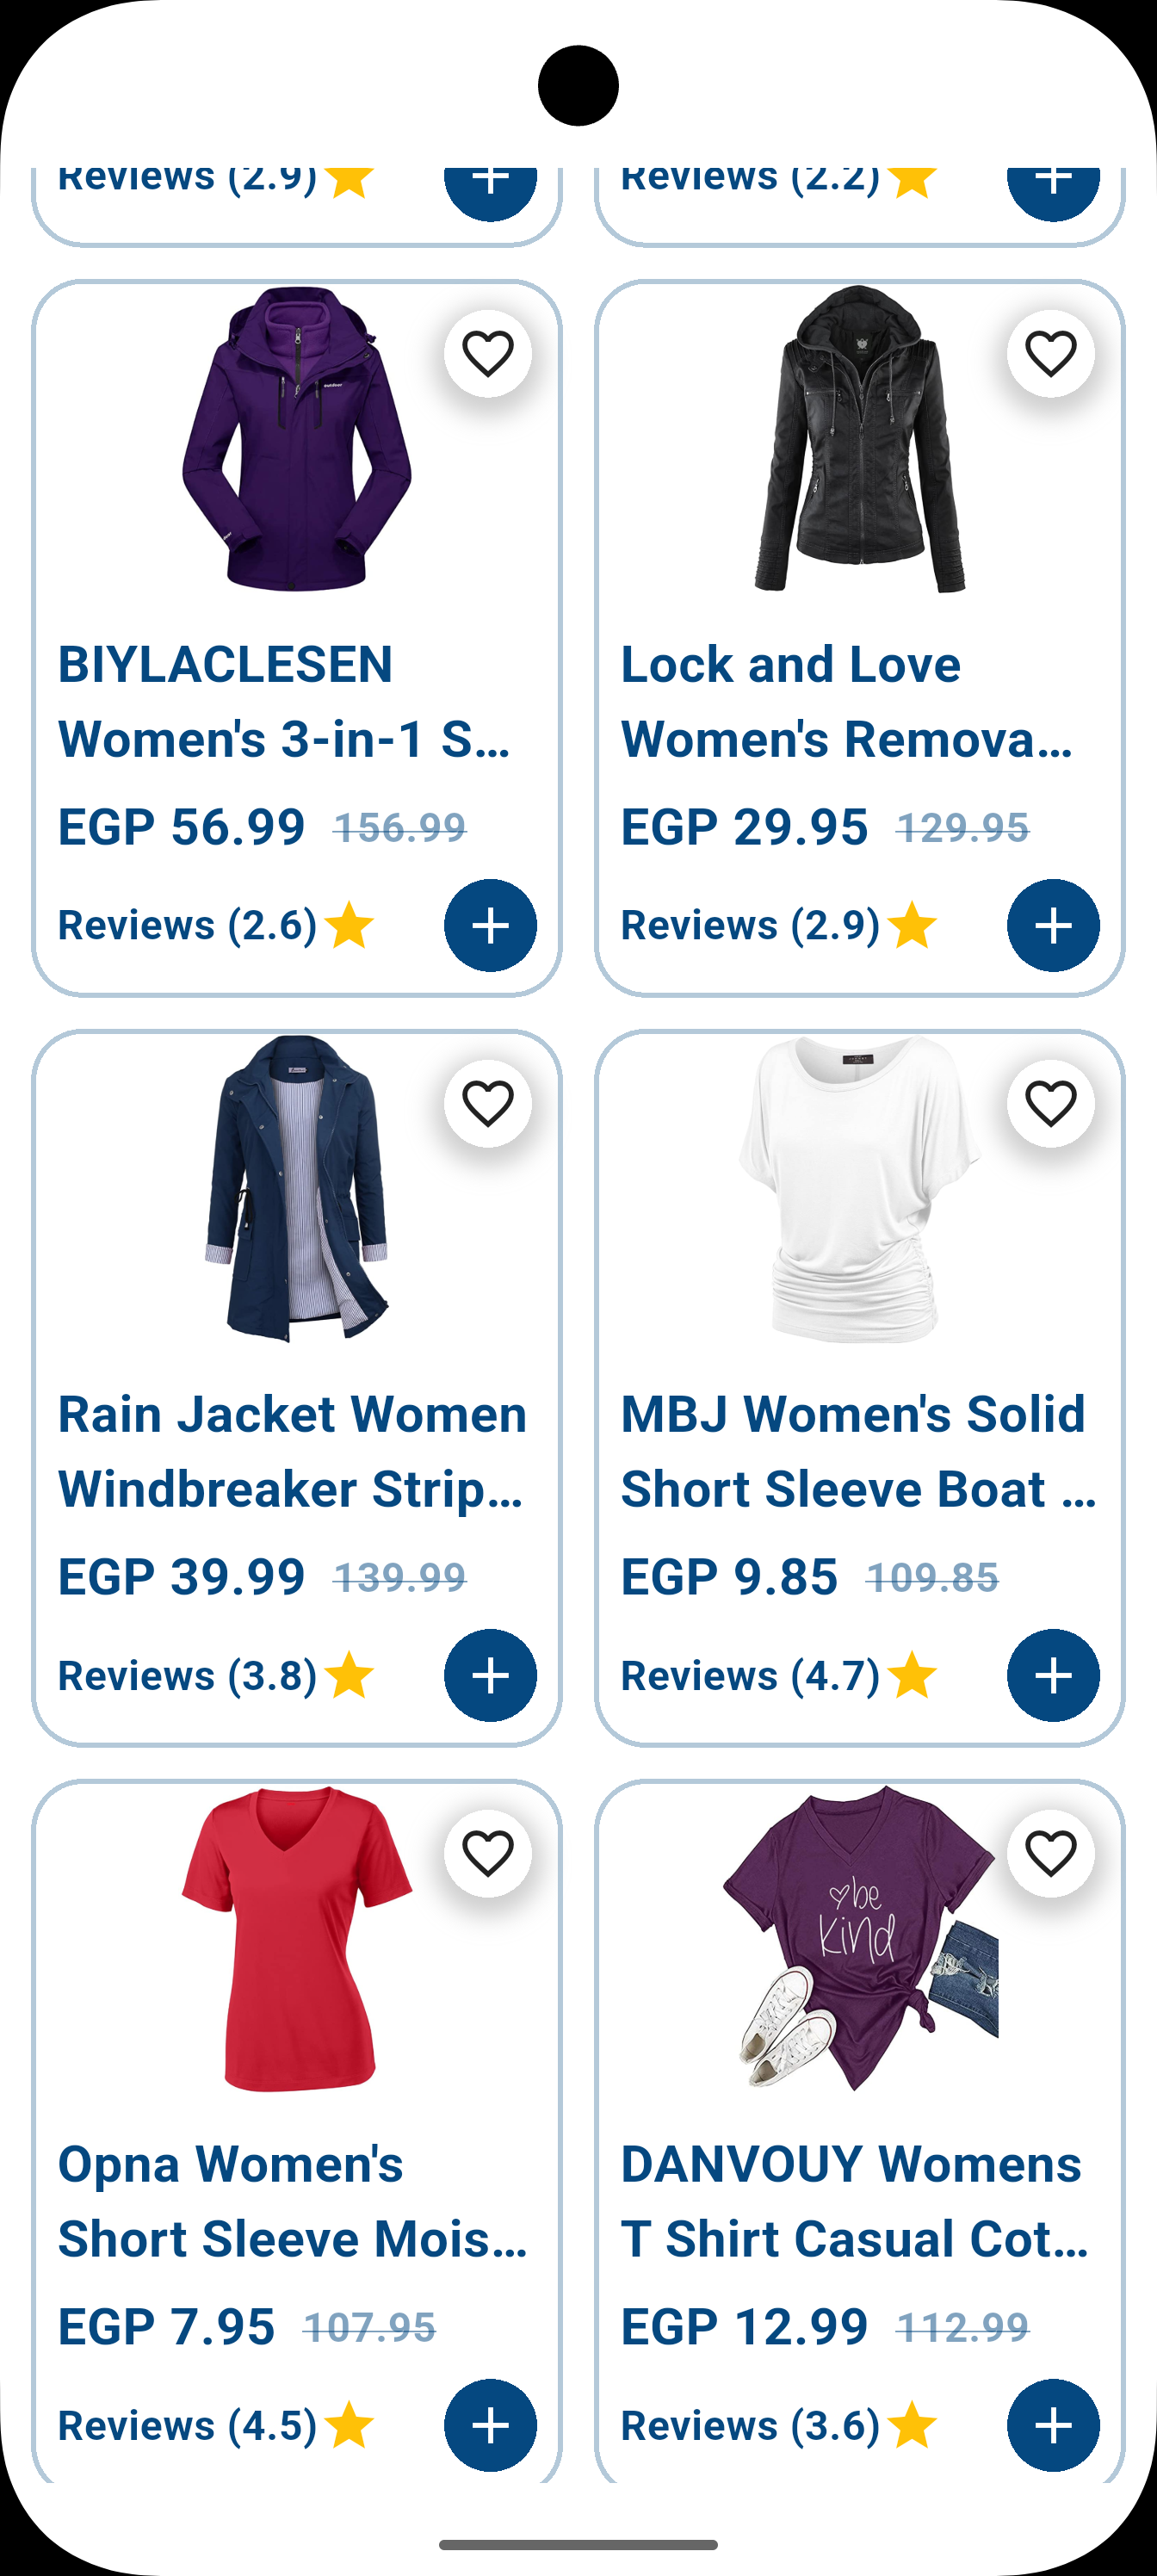 Reviews (2.9)
Reviews (2.2)
BIYLACLESEN
Women's 3-in-1 S...
EGP 56.99 156.99
Reviews (2.6)
Lock and Love
Women's Remova...
EGP 29.95 129.95
Reviews (2.9)
Rain Jacket Women
Windbreaker Strip...
EGP 39.99 139.99
Reviews (3.8)
MBJ Women's Solid
Short Sleeve Boat ...
EGP 9.85 109.85
Reviews (4.7)
Opna Women's
Short Sleeve Mois...
EGP 7.95 107.95
Reviews (4.5)
be
kind
DANVOUY Womens
T Shirt Casual Cot...
EGP 12.99 112.99
Reviews (3.6)